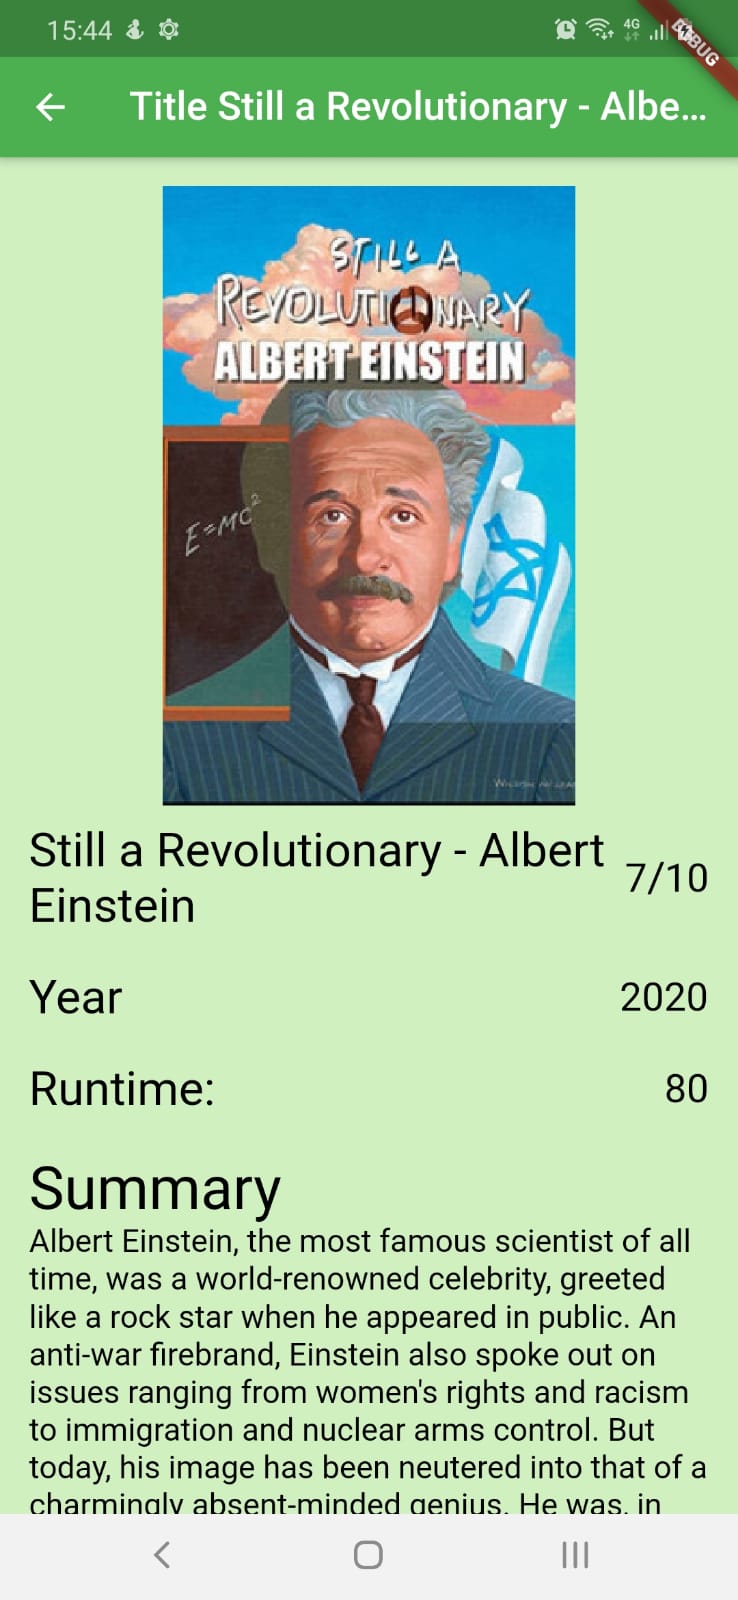 15:44
4G
DEBUG
Title Still a Revolutionary - Albe...
STILL A
REVOLUTIONARY
ALBERT EINSTEIN
E=MC²
Still a Revolutionary - Albert
Einstein
7/10
Year 2020
Runtime: 80
Summary
Albert Einstein, the most famous scientist of all
time, was a world-renowned celebrity, greeted
like a rock star when he appeared in public. An
anti-war firebrand, Einstein also spoke out on
issues ranging from women's rights and racism
to immigration and nuclear arms control. But
today, his image has been neutered into that of a
charmingly absent-minded genius. He was, in